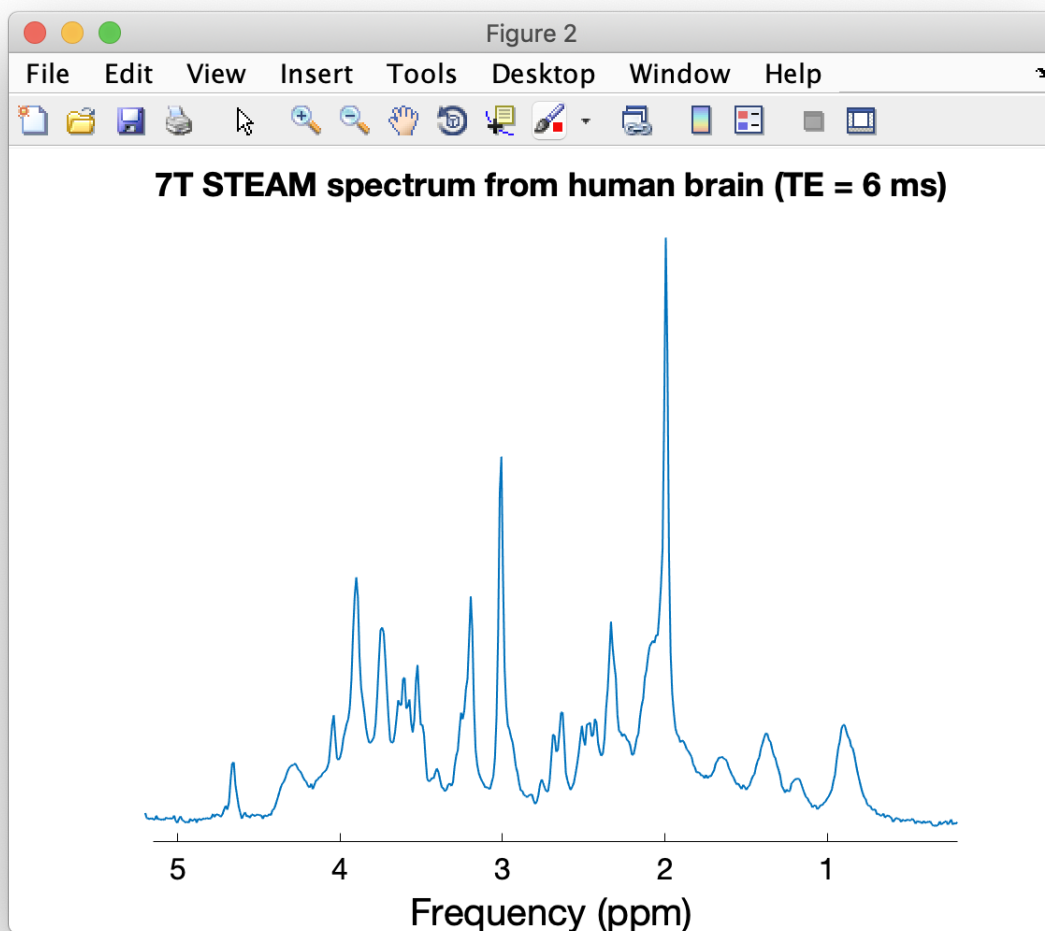 Figure 2
File Edit View Insert Tools Desktop Window Help
7T STEAM spectrum from human brain (TE = 6 ms)
5 4 3 2 1
Frequency (ppm)